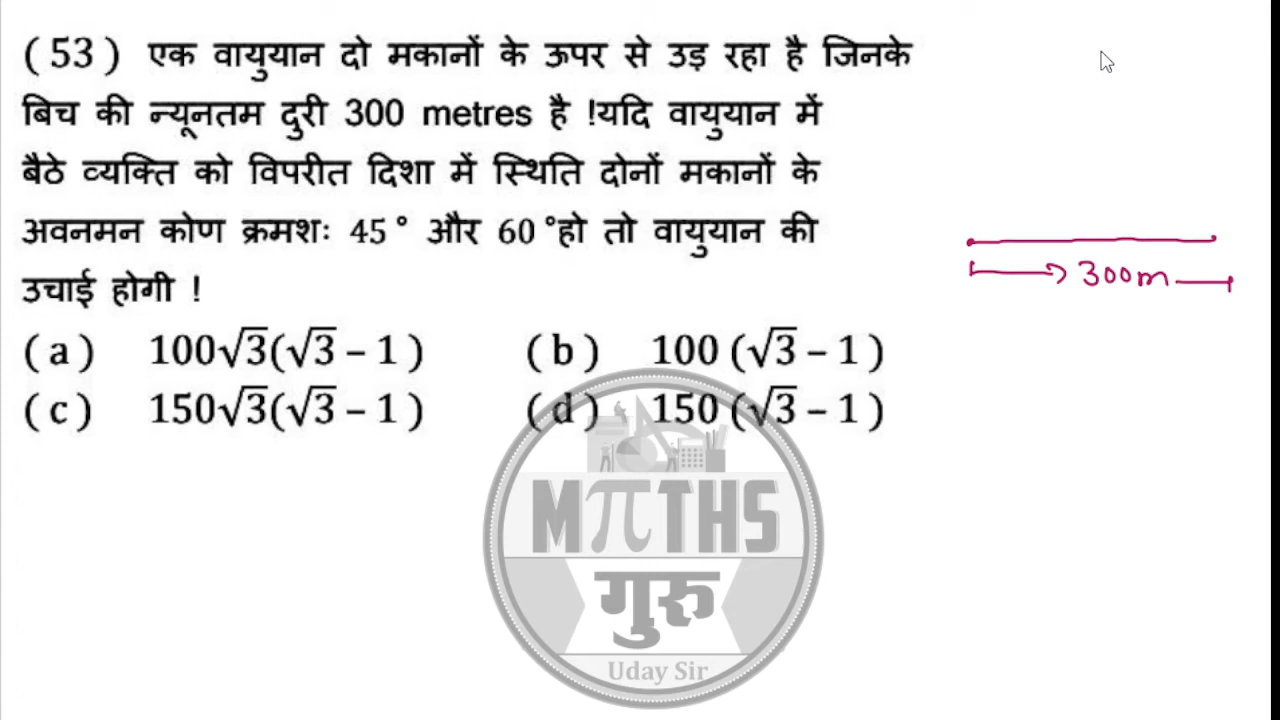 ( 53 ) एक वायुयान दो मकानों के ऊपर से उड़ रहा है जिनके
बिच की न्यूनतम दुरी 300 metres है !यदि वायुयान में
बैठे व्यक्ति को विपरीत दिशा में स्थिति दोनों मकानों के
अवनमन कोण क्रमशः 45° और 60°हो तो वायुयान की
उचाई होगी !
( a ) 100√3(√3 – 1 ) ( b ) 100 (√3 – 1 )
( c ) 150√3(√3 – 1 ) ( d ) 150 (√3 – 1 )
300m
MπTHS
गुरु
Uday Sir